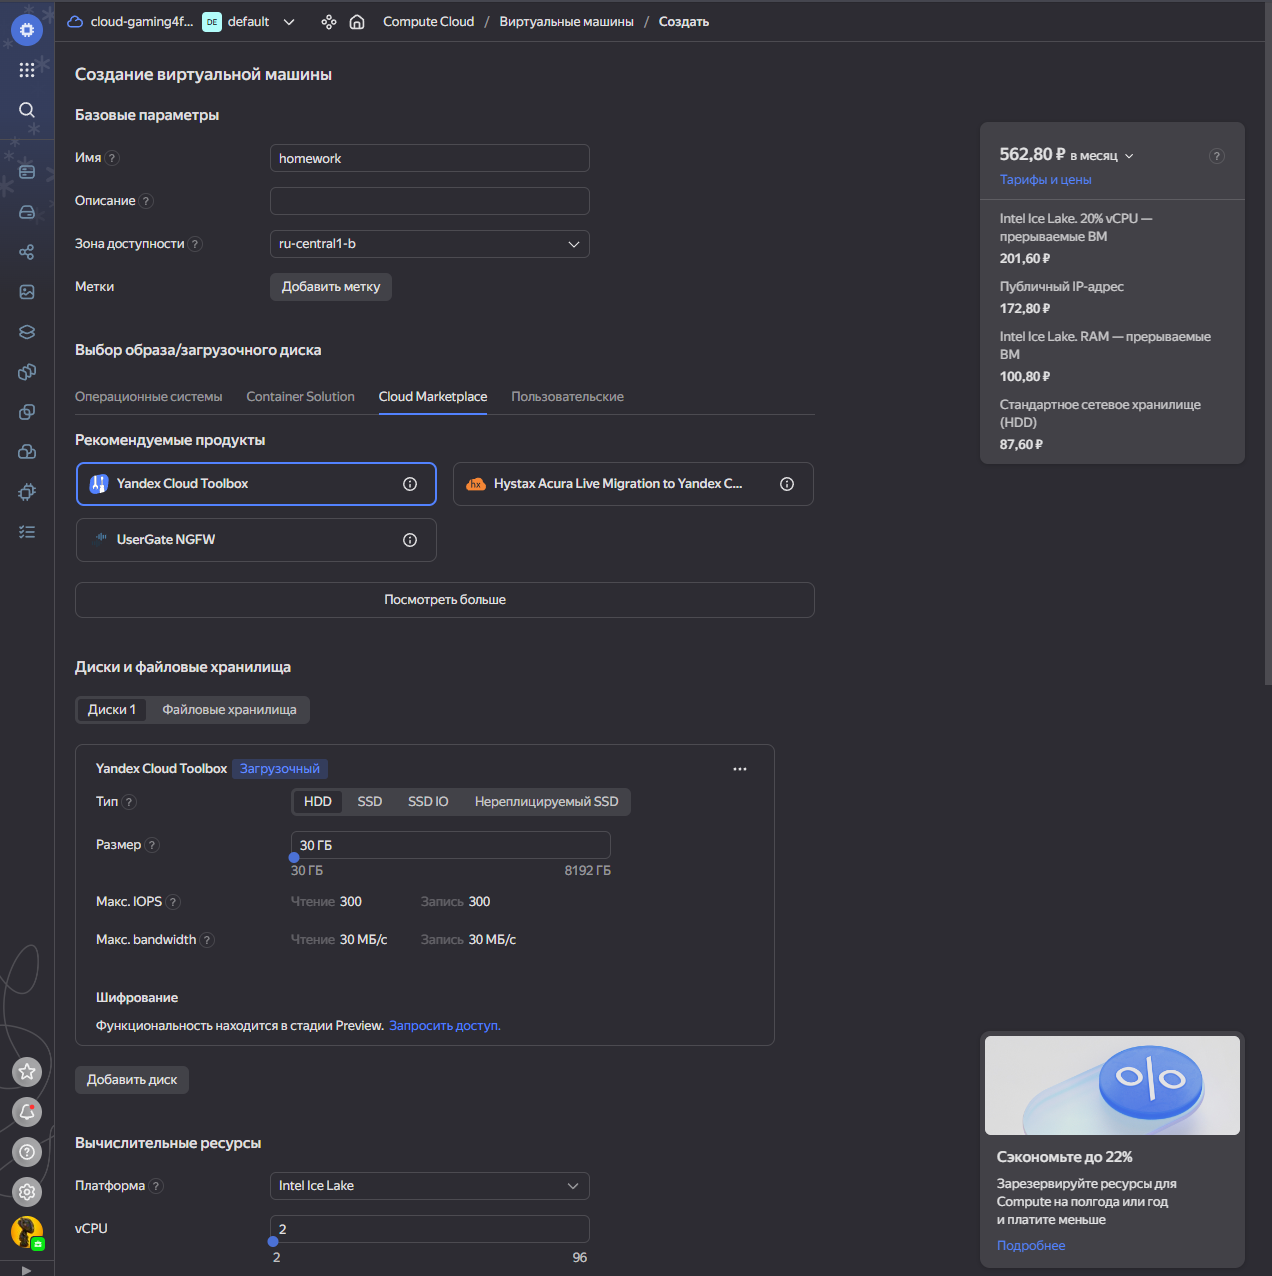 cloud-gaming4f... DE default Compute Cloud / Виртуальные машины / Создать
Создание виртуальной машины
Базовые параметры
Имя ? homework
Описание ?
Зона доступности ? ru-central1-b
Метки Добавить метку
Выбор образа/загрузочного диска
Операционные системы Container Solution Cloud Marketplace Пользовательские
Рекомендуемые продукты
Yandex Cloud Toolbox
hx Hystax Acura Live Migration to Yandex C...
UserGate NGFW
Посмотреть больше
Диски и файловые хранилища
Диски 1 Файловые хранилища
Yandex Cloud Toolbox Загрузочный
Тип ? HDD SSD SSD IO Нереплицируемый SSD
Размер ? 30 ГБ
30 ГБ 8192 ГБ
Макс. IOPS ? Чтение 300 Запись 300
Макс. bandwidth ? Чтение 30 МБ/с Запись 30 МБ/с
Шифрование
Функциональность находится в стадии Preview. Запросить доступ.
Добавить диск
Вычислительные ресурсы
Платформа ? Intel Ice Lake
vCPU 2
2 96
562,80 ₽ в месяц ?
Тарифы и цены
Intel Ice Lake. 20% vCPU —
прерываемые ВМ
201,60 ₽
Публичный IP-адрес
172,80 ₽
Intel Ice Lake. RAM — прерываемые
ВМ
100,80 ₽
Стандартное сетевое хранилище
(HDD)
87,60 ₽
%
Сэкономьте до 22%
Зарезервируйте ресурсы для
Compute на полгода или год
и платите меньше
Подробнее